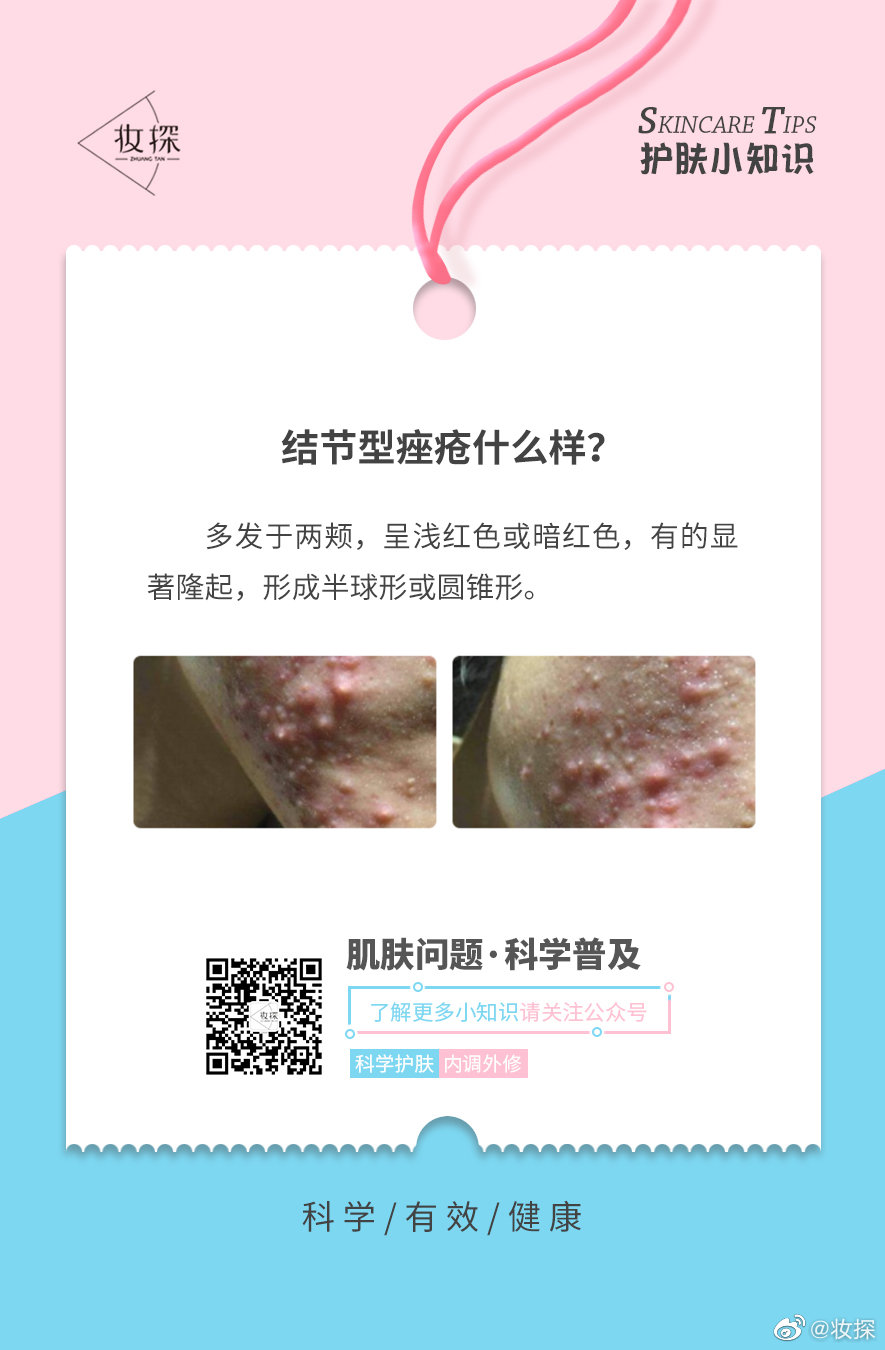 妆探
ZHUANG TAN
SKINCARE TIPS
护肤小知识
结节型痤疮什么样？
多发于两颊，呈浅红色或暗红色，有的显
著隆起，形成半球形或圆锥形。
肌肤问题·科学普及
妆探
了解更多小知识请关注公众号
科学护肤 内调外修
科学/有效/健康
@妆探